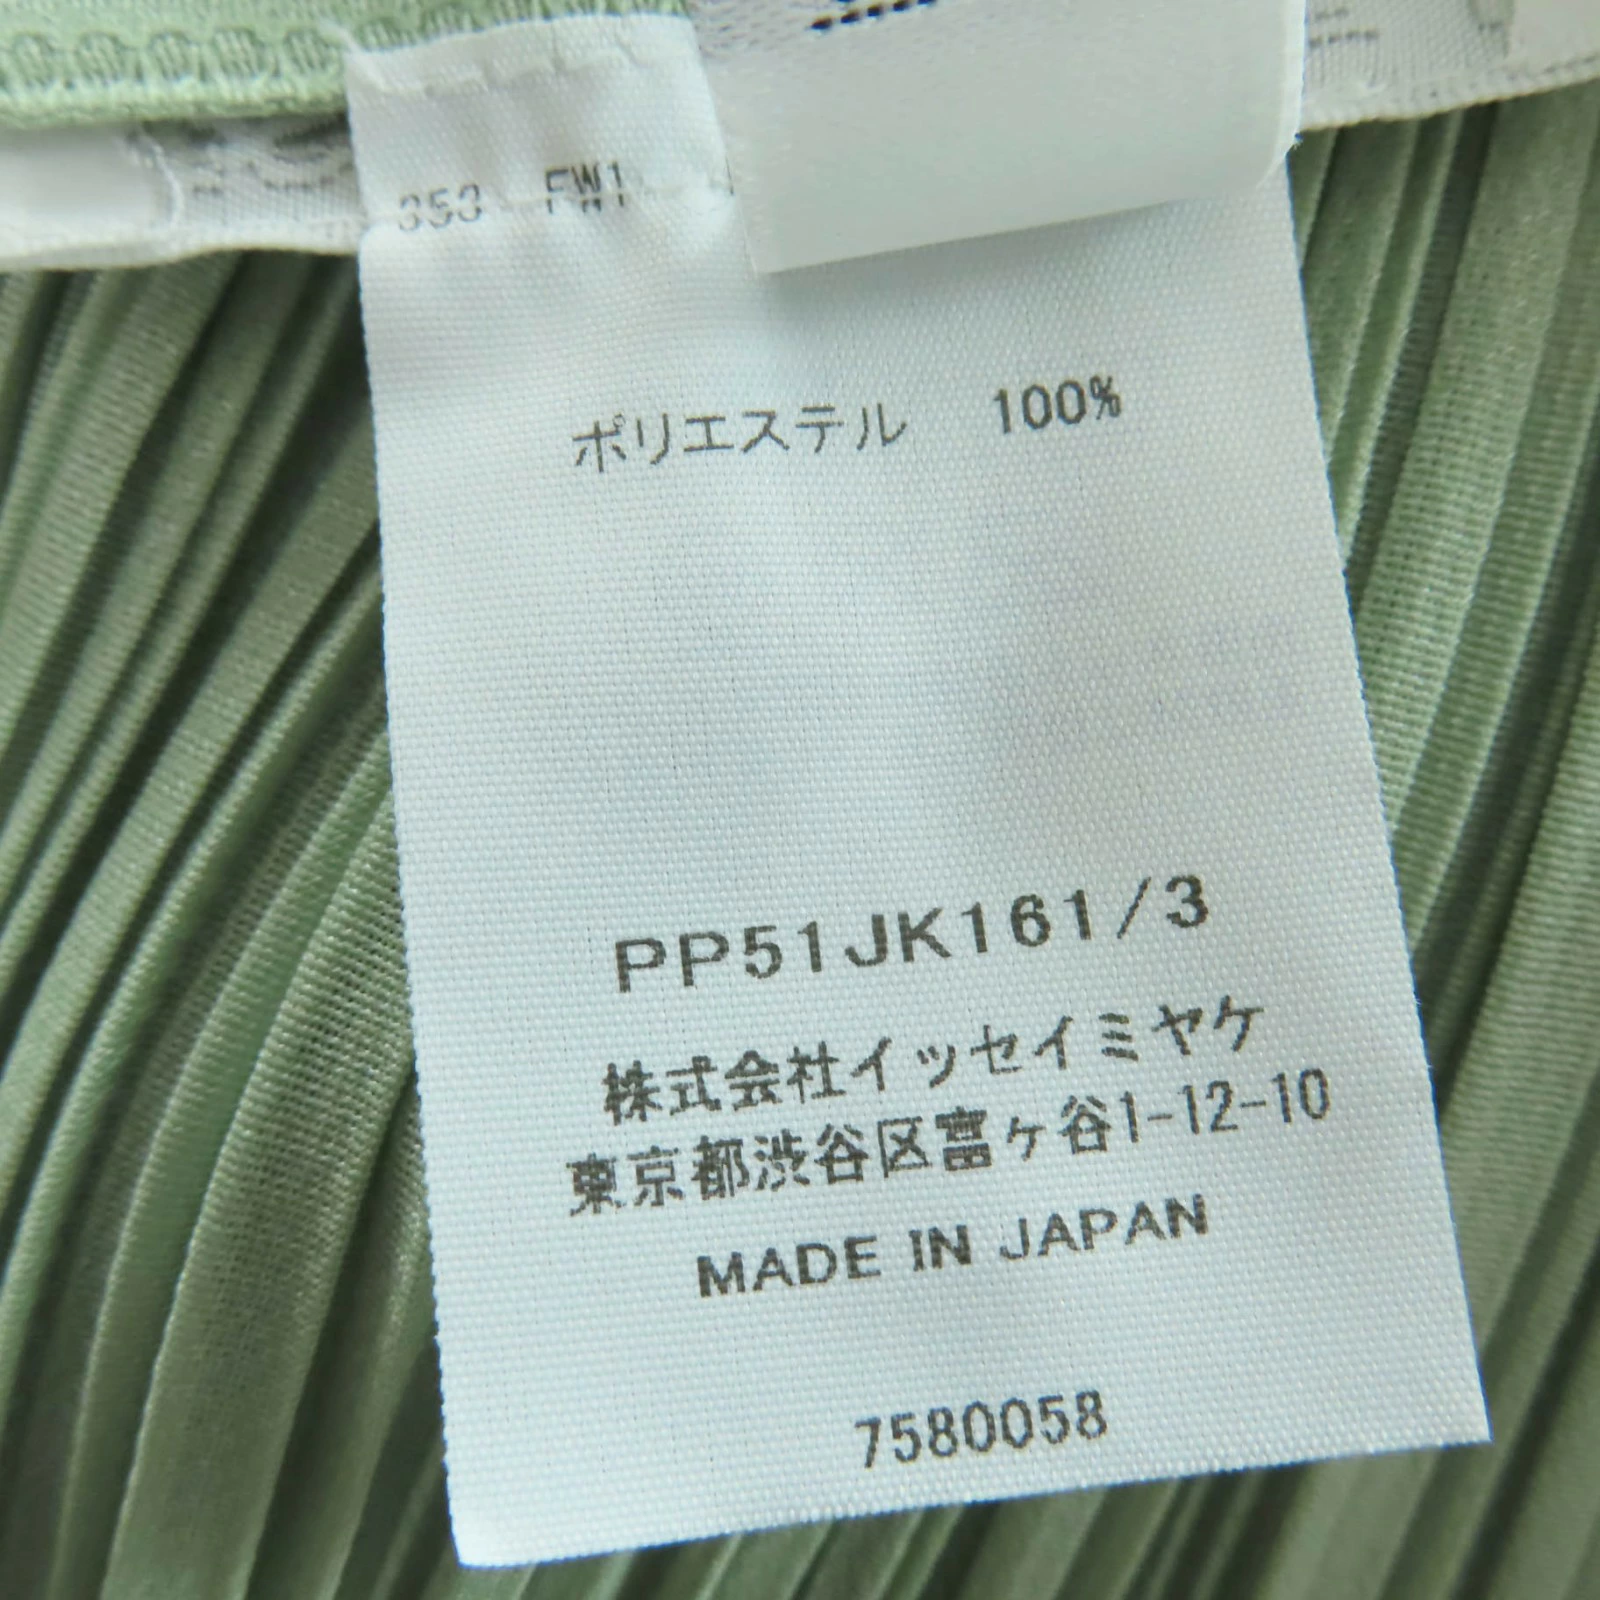 FW1
ポリエステル 100%
PP51JK161/3
株式会社イッセイミヤケ
東京都渋谷区富ヶ谷1-12-10
MADE IN JAPAN
7580058